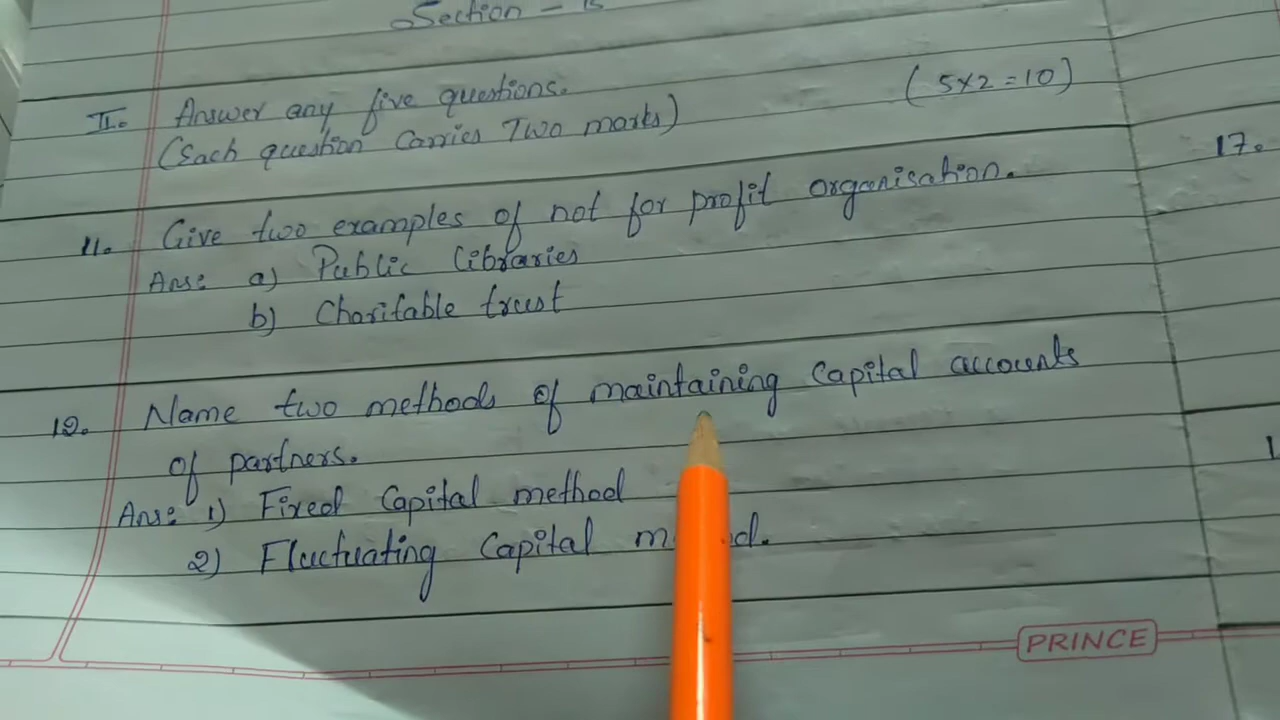 Section - B
II. Answer any five questions. (5x2=10)
(Each question carries Two marks)
11. Give two examples of not for profit organisation.
Ans: a) Public libraries
b) Charitable trust
12. Name two methods of maintaining capital accounts
of partners.
Ans: 1) Fixed capital method
2) Fluctuating capital
17.
PRINCE